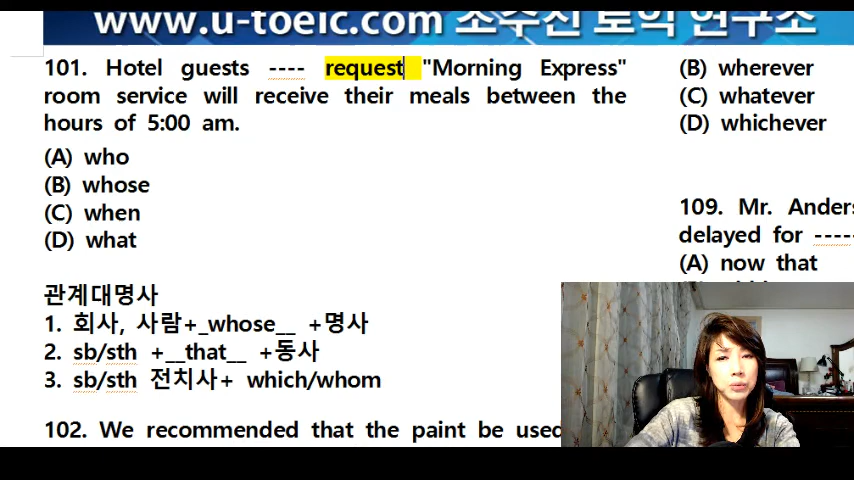 www.u-toeic.com 조수진 토익 연구소
101. Hotel guests ---- request "Morning Express"
room service will receive their meals between the
hours of 5:00 am.
(A) who
(B) whose
(C) when
(D) what
관계대명사
1. 회사, 사람+_whose__ +명사
2. sb/sth +__that__ +동사
3. sb/sth 전치사+ which/whom
102. We recommended that the paint be used
(B) wherever
(C) whatever
(D) whichever
109. Mr. Anders
delayed for ----
(A) now that